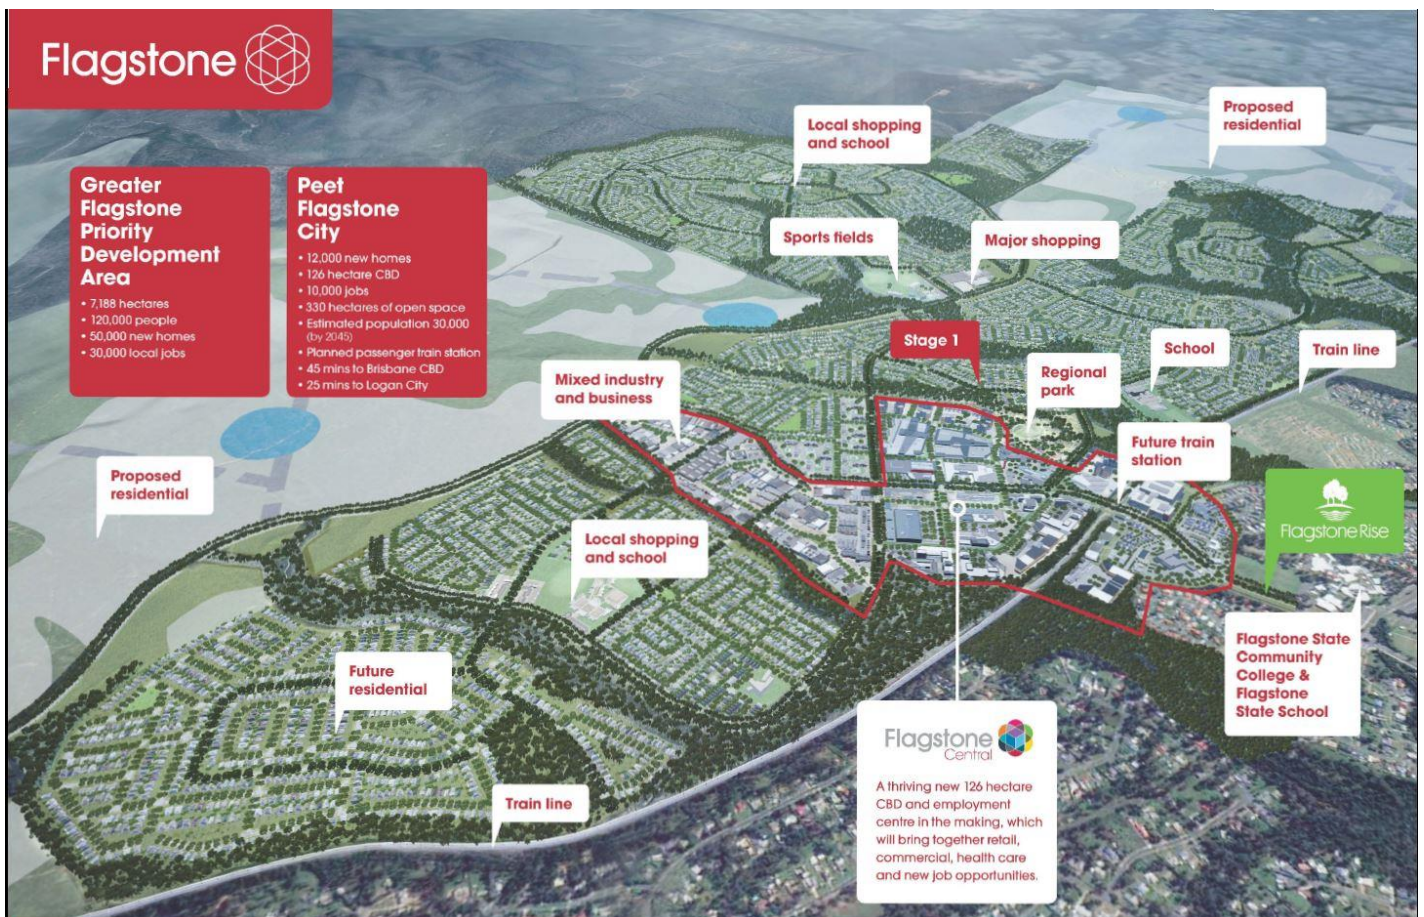 Flagstone
Greater
Flagstone
Priority
Development
Area
• 7,188 hectares
• 120,000 people
• 50,000 new homes
• 30,000 local jobs
Peet
Flagstone
City
• 12,000 new homes
• 126 hectare CBD
• 10,000 jobs
• 330 hectares of open space
• Estimated population 30,000
(by 2045)
• Planned passenger train station
• 45 mins to Brisbane CBD
• 25 mins to Logan City
Local shopping
and school
Proposed
residential
Sports fields
Major shopping
Stage 1
School
Train line
Mixed industry
and business
Regional
park
Future train
station
Proposed
residential
Flagstone Rise
Local shopping
and school
Flagstone State
Community
College &
Flagstone
State School
Future
residential
Flagstone
Central
A thriving new 126 hectare
CBD and employment
centre in the making, which
will bring together retail,
commercial, health care
and new job opportunities.
Train line